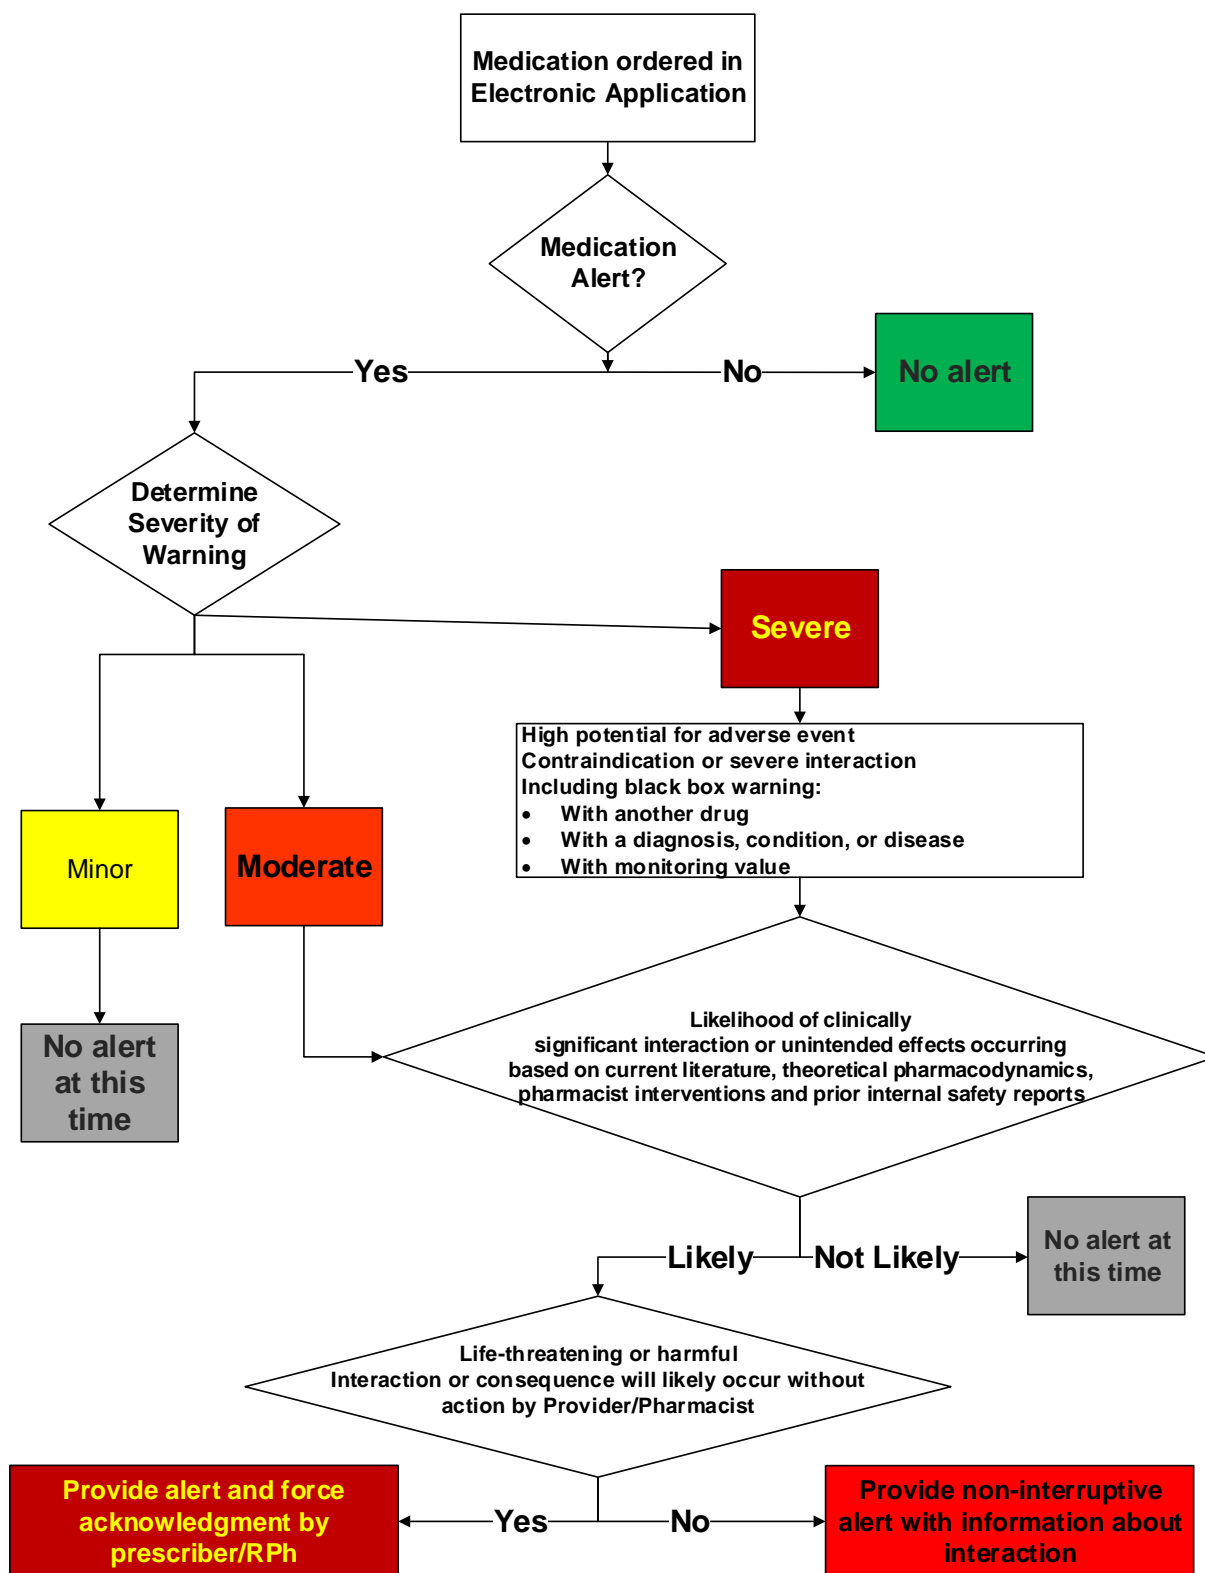 Medication ordered in
Electronic Application
Medication
Alert?
Yes
No
No alert
Determine
Severity of
Warning
Severe
High potential for adverse event
Contraindication or severe interaction
Including black box warning:
• With another drug
• With a diagnosis, condition, or disease
• With monitoring value
Minor
Moderate
No alert
at this
time
Likelihood of clinically
significant interaction or unintended effects occurring
based on current literature, theoretical pharmacodynamics,
pharmacist interventions and prior internal safety reports
Likely
Not Likely
No alert at
this time
Life-threatening or harmful
Interaction or consequence will likely occur without
action by Provider/Pharmacist
Provide alert and force
acknowledgment by
prescriber/RPh
Yes
No
Provide non-interruptive
alert with information about
interaction